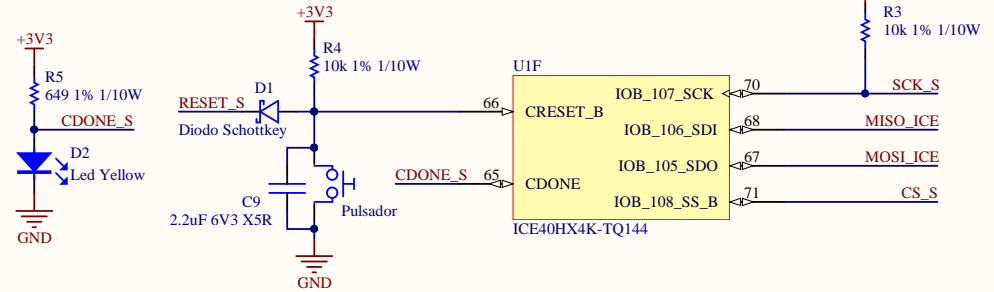 +3V3
R5
649 1% 1/10W
CDONE_S
D2
Led Yellow
GND
+3V3
R4
10k 1% 1/10W
D1
RESET_S
Diodo Schottkey
C9
2.2uF 6V3 X5R
Pulsador
GND
CDONE_S
U1F
66
CRESET_B
65
CDONE
IOB_107_SCK
70
IOB_106_SDI
68
IOB_105_SDO
67
IOB_108_SS_B
71
ICE40HX4K-TQ144
R3
10k 1% 1/10W
SCK_S
MISO_ICE
MOSI_ICE
CS_S